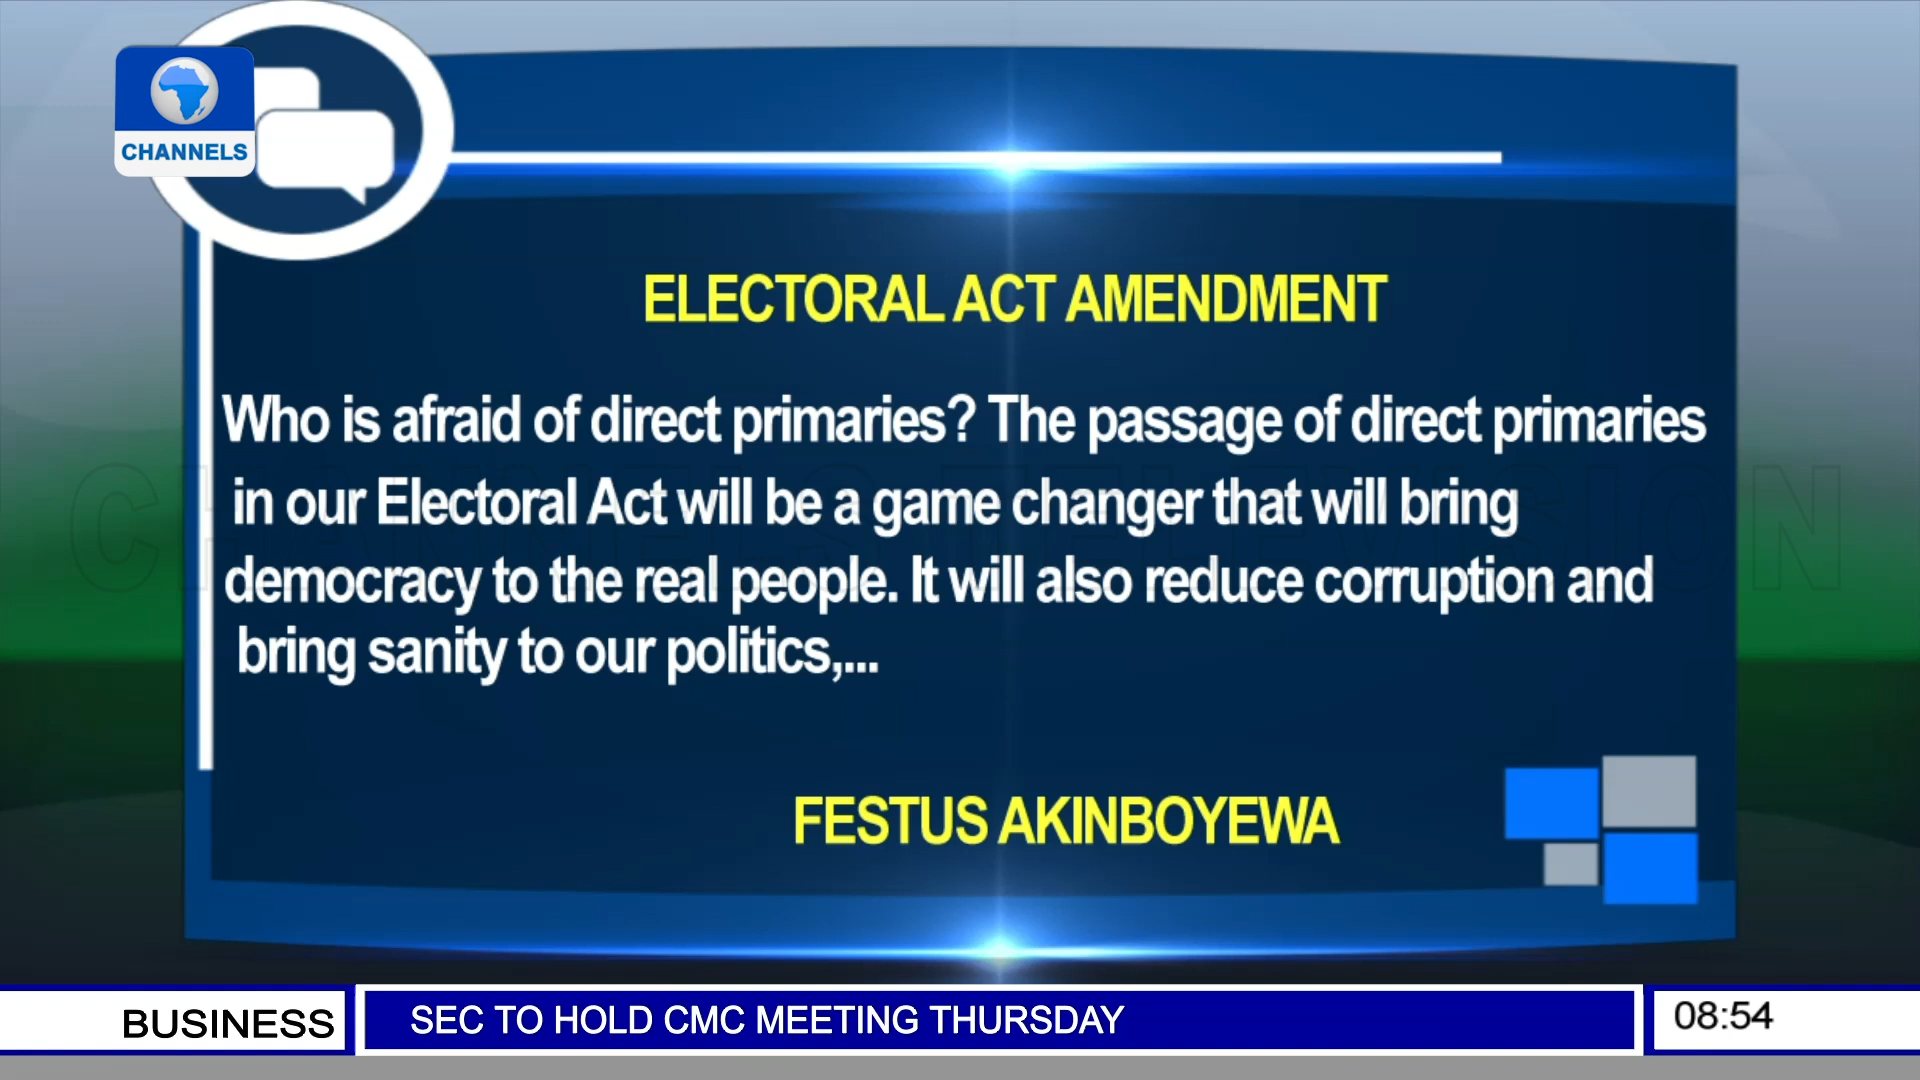 CHANNELS
ELECTORAL ACT AMENDMENT
Who is afraid of direct primaries? The passage of direct primaries
in our Electoral Act will be a game changer that will bring
democracy to the real people. It will also reduce corruption and
bring sanity to our politics,...
CHANNELS TELEVISION
FESTUS AKINBOYEWA
BUSINESS
SEC TO HOLD CMC MEETING THURSDAY
08:54